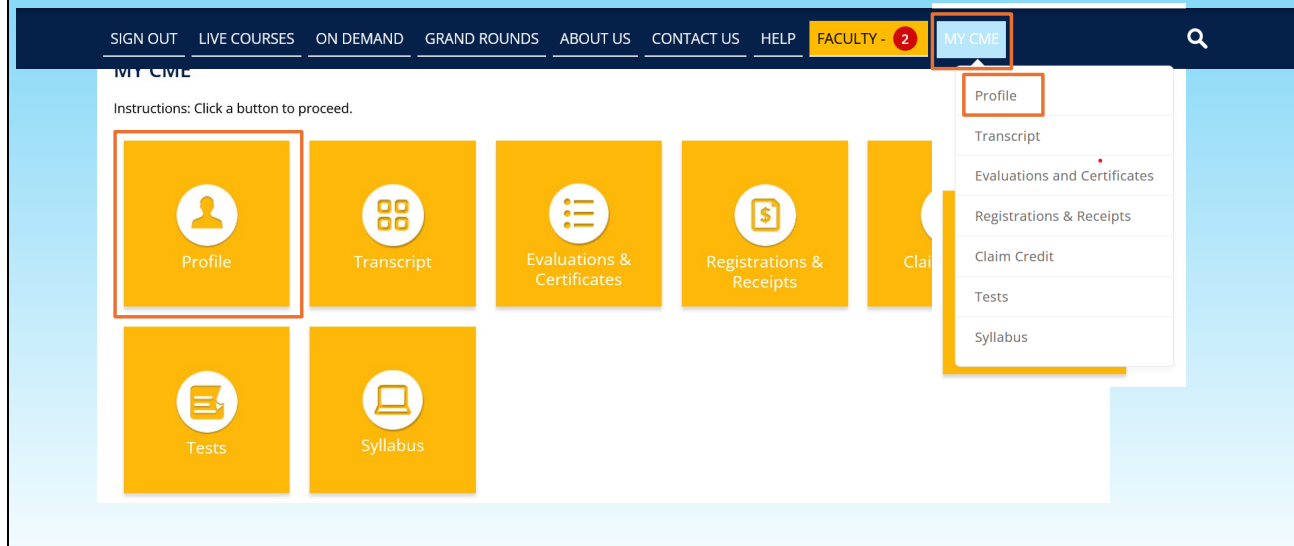 SIGN OUT LIVE COURSES ON DEMAND GRAND ROUNDS ABOUT US CONTACT US HELP FACULTY - 2 MY CME
MY CME
Instructions: Click a button to proceed.
Profile
Transcript
Evaluations &
Certificates
Registrations &
Receipts
Clai
Tests
Syllabus
Profile
Transcript
Evaluations and Certificates
Registrations & Receipts
Claim Credit
Tests
Syllabus